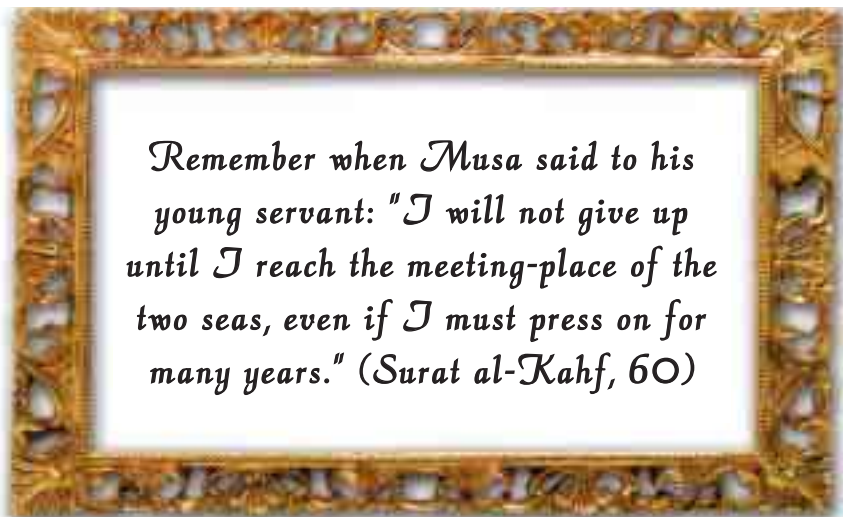 Remember when Musa said to his
young servant: "I will not give up
until I reach the meeting-place of the
two seas, even if I must press on for
many years." (Surat al-Kahf, 60)